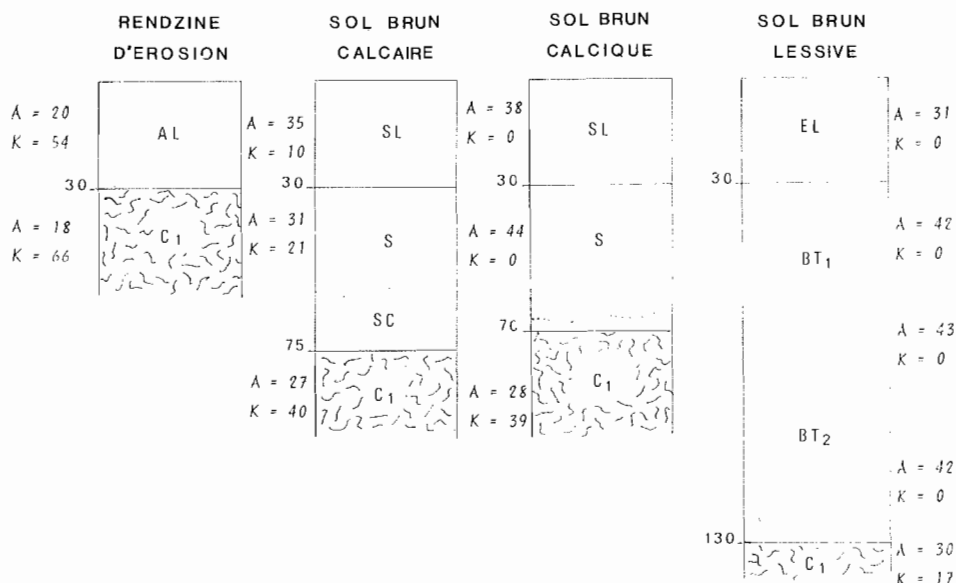 RENDZINE
D'EROSION
A = 20
K = 54
AL
30
A = 18
K = 66
C1
SOL BRUN
CALCAIRE
A = 35
K = 10
SL
30
A = 31
K = 21
S
SC
75
A = 27
K = 40
C1
SOL BRUN
CALCIQUE
A = 38
K = 0
SL
30
A = 44
K = 0
S
70
A = 28
K = 39
C1
SOL BRUN
LESSIVE
EL
A = 31
K = 0
30
BT1
A = 42
K = 0
A = 43
K = 0
BT2
A = 42
K = 0
130
C1
A = 30
K = 17